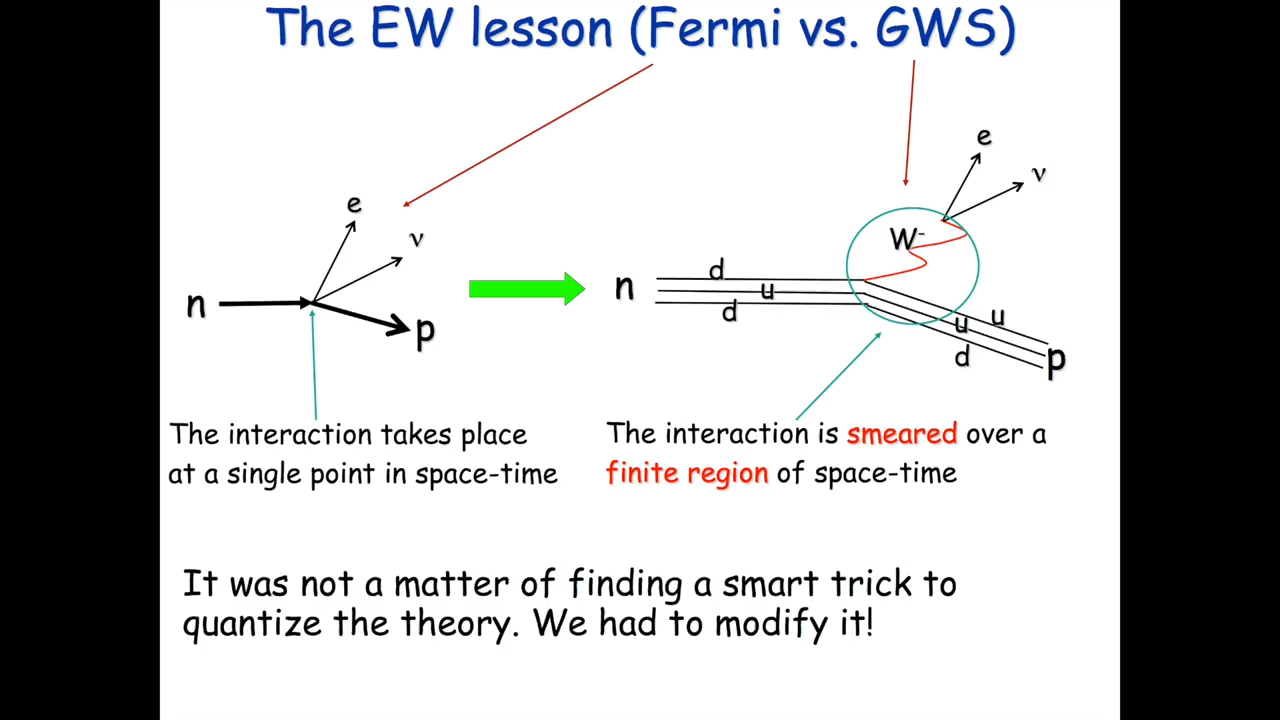 The EW lesson (Fermi vs. GWS)
e
ν
n
p
e
ν
W-
n
d
u
d
u
u
d
p
The interaction takes place
at a single point in space-time
The interaction is smeared over a
finite region of space-time
It was not a matter of finding a smart trick to
quantize the theory. We had to modify it!